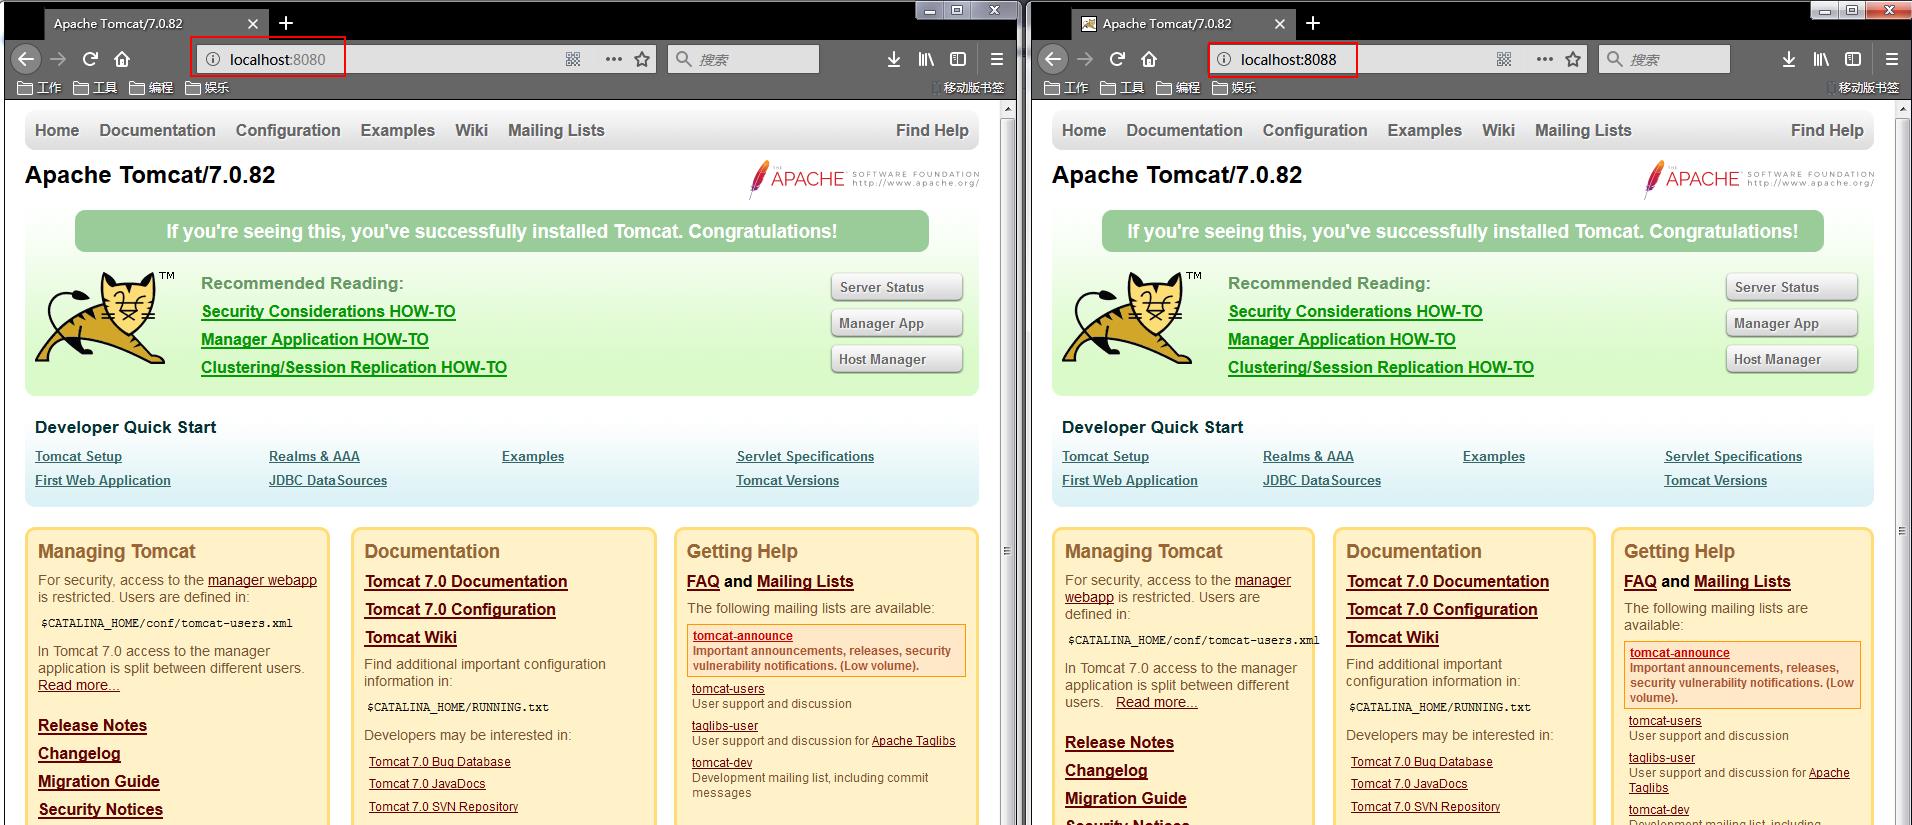 Apache Tomcat/7.0.82
localhost:8080
搜索
工作 工具 编程 娱乐 移动版书签
Home Documentation Configuration Examples Wiki Mailing Lists Find Help
Apache Tomcat/7.0.82
THE APACHE SOFTWARE FOUNDATION
http://www.apache.org/
If you're seeing this, you've successfully installed Tomcat. Congratulations!
TM
Recommended Reading:
Security Considerations HOW-TO
Manager Application HOW-TO
Clustering/Session Replication HOW-TO
Server Status
Manager App
Host Manager
Developer Quick Start
Tomcat Setup
First Web Application
Realms & AAA
JDBC DataSources
Examples
Servlet Specifications
Tomcat Versions
Managing Tomcat
For security, access to the manager webapp
is restricted. Users are defined in:
$CATALINA_HOME/conf/tomcat-users.xml
In Tomcat 7.0 access to the manager
application is split between different users.
Read more...
Release Notes
Changelog
Migration Guide
Security Notices
Documentation
Tomcat 7.0 Documentation
Tomcat 7.0 Configuration
Tomcat Wiki
Find additional important configuration
information in:
$CATALINA_HOME/RUNNING.txt
Developers may be interested in:
Tomcat 7.0 Bug Database
Tomcat 7.0 JavaDocs
Tomcat 7.0 SVN Repository
Getting Help
FAQ and Mailing Lists
The following mailing lists are available:
tomcat-announce
Important announcements, releases, security
vulnerability notifications. (Low volume).
tomcat-users
User support and discussion
taglibs-user
User support and discussion for Apache Taglibs
tomcat-dev
Development mailing list, including commit
messages
Apache Tomcat/7.0.82
localhost:8088
搜索
工作 工具 编程 娱乐 移动版书签
Home Documentation Configuration Examples Wiki Mailing Lists Find Help
Apache Tomcat/7.0.82
THE APACHE SOFTWARE FOUNDATION
http://www.apache.org/
If you're seeing this, you've successfully installed Tomcat. Congratulations!
TM
Recommended Reading:
Security Considerations HOW-TO
Manager Application HOW-TO
Clustering/Session Replication HOW-TO
Server Status
Manager App
Host Manager
Developer Quick Start
Tomcat Setup
First Web Application
Realms & AAA
JDBC DataSources
Examples
Servlet Specifications
Tomcat Versions
Managing Tomcat
For security, access to the manager
webapp is restricted. Users are
defined in:
$CATALINA_HOME/conf/tomcat-users.xml
In Tomcat 7.0 access to the manager
application is split between different
users. Read more...
Release Notes
Changelog
Migration Guide
Security Notices
Documentation
Tomcat 7.0 Documentation
Tomcat 7.0 Configuration
Tomcat Wiki
Find additional important
configuration information in:
$CATALINA_HOME/RUNNING.txt
Developers may be interested in:
Tomcat 7.0 Bug Database
Tomcat 7.0 JavaDocs
Tomcat 7.0 SVN Repository
Getting Help
FAQ and Mailing Lists
The following mailing lists are
available:
tomcat-announce
Important announcements, releases,
security vulnerability notifications. (Low
volume).
tomcat-users
User support and discussion
taglibs-user
User support and discussion for Apache
Taglibs
tomcat-dev
Development mailing list, including